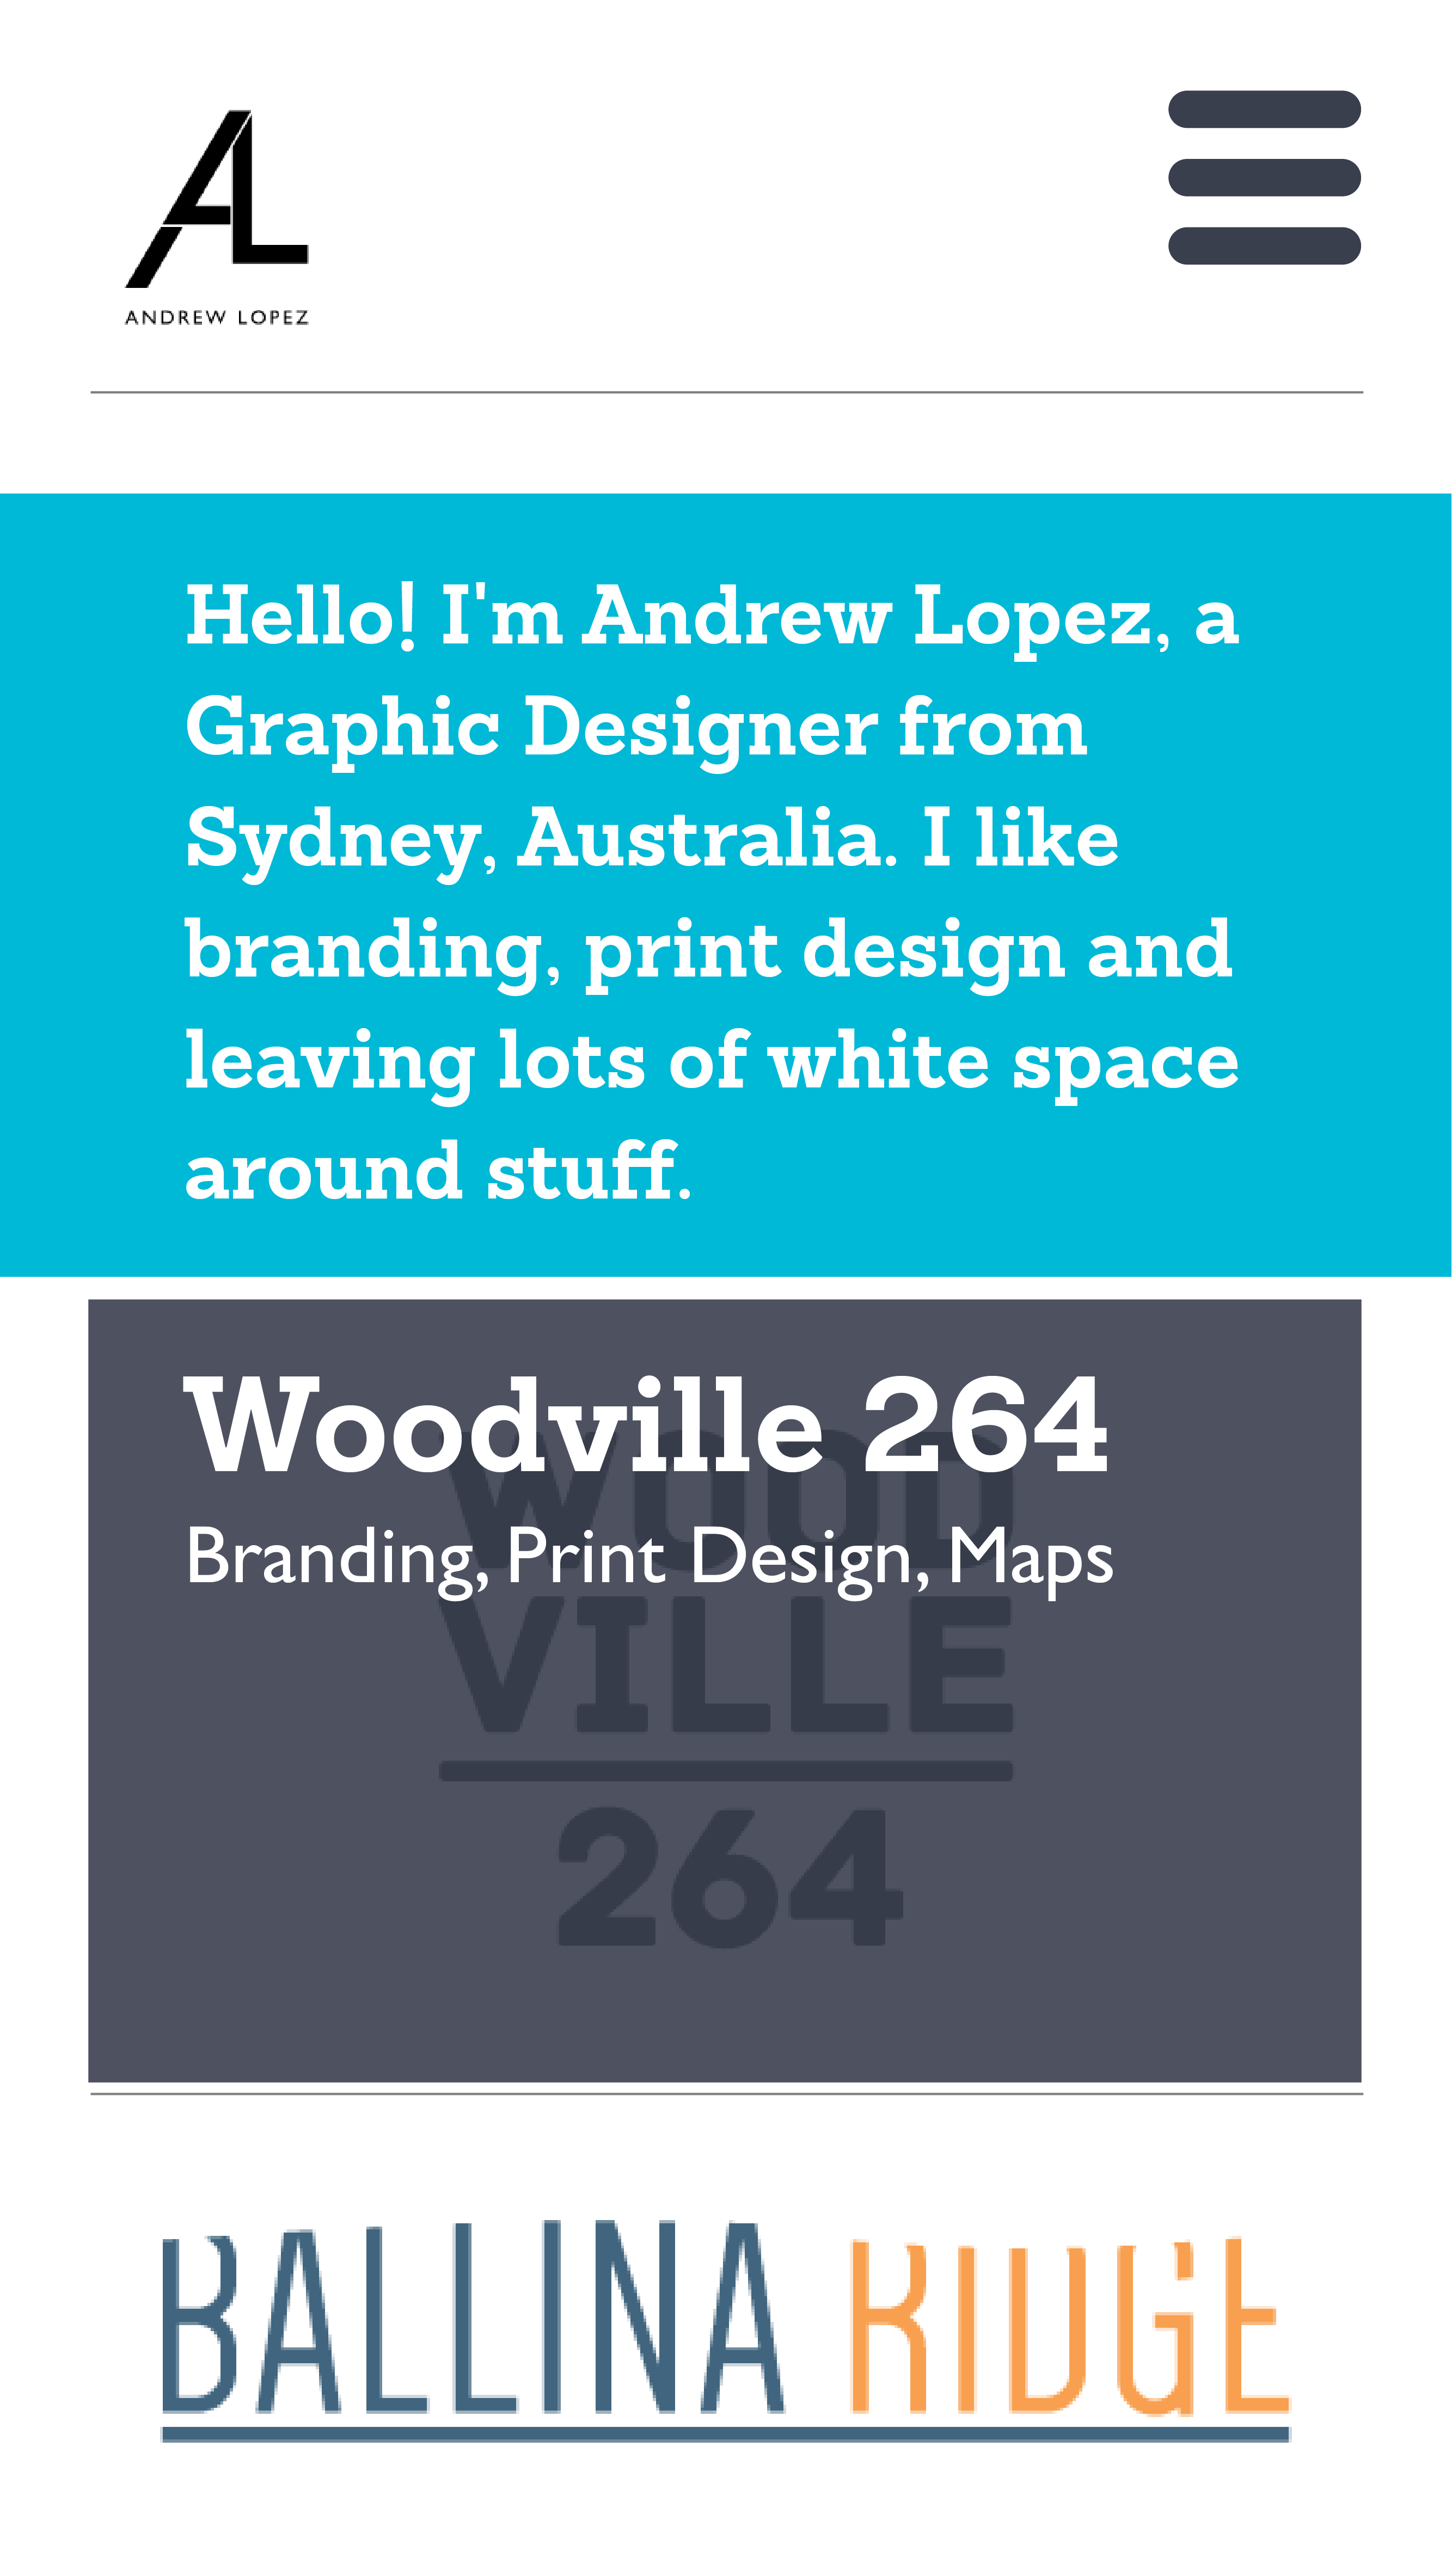 AL
ANDREW LOPEZ
Hello! I'm Andrew Lopez, a
Graphic Designer from
Sydney, Australia. I like
branding, print design and
leaving lots of white space
around stuff.
Woodville 264
Branding, Print Design, Maps
WOOD
VILLE
264
BALLINA RIDGE